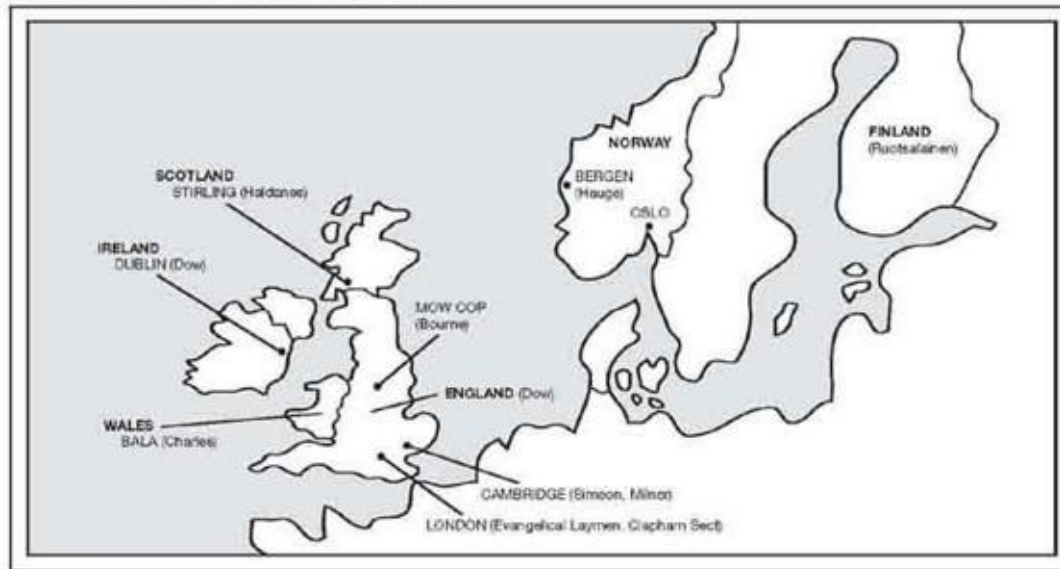 NORWAY
FINLAND
(Ruotsalainen)
BERGEN
(Hauge)
OSLO
SCOTLAND
STIRLING (Haldanes)
IRELAND
DUBLIN (Dow)
MOW COP
(Bourne)
ENGLAND (Dow)
WALES
BALA (Charles)
CAMBRIDGE (Simeon, Milner)
LONDON (Evangelical Laymen, Clapham Sect)